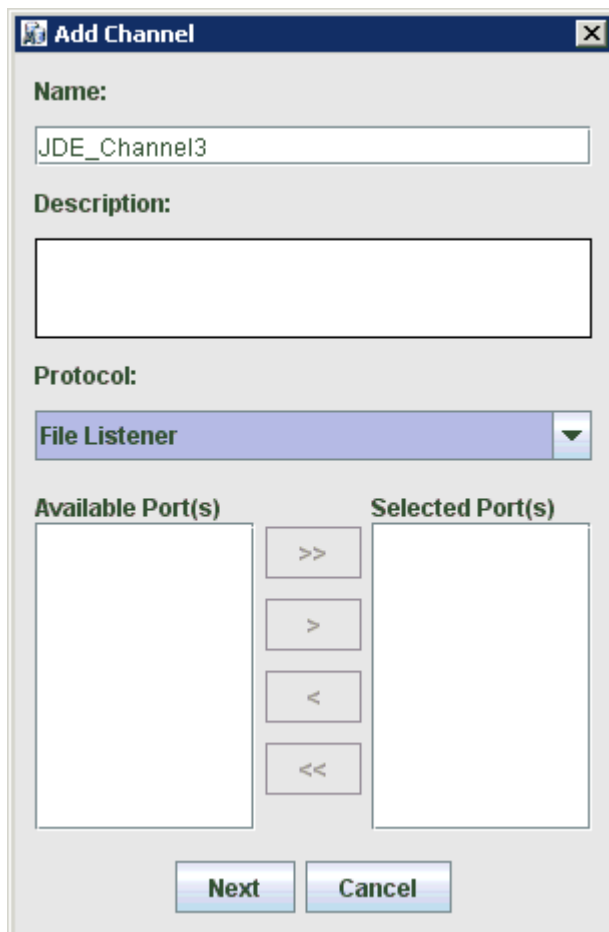 Add Channel
Name:
JDE_Channel3
Description:
Protocol:
File Listener
Available Port(s) Selected Port(s)
>>
>
<
<<
Next Cancel